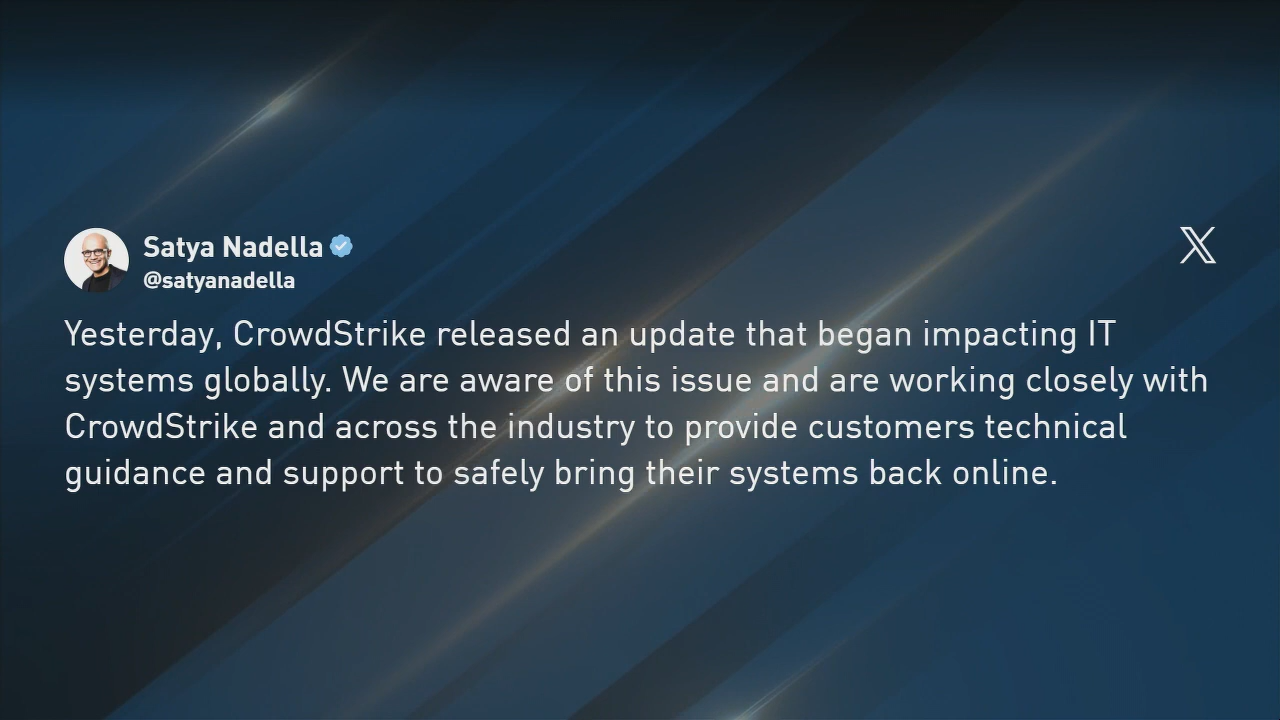 Satya Nadella
@satyanadella
Yesterday, CrowdStrike released an update that began impacting IT
systems globally. We are aware of this issue and are working closely with
CrowdStrike and across the industry to provide customers technical
guidance and support to safely bring their systems back online.